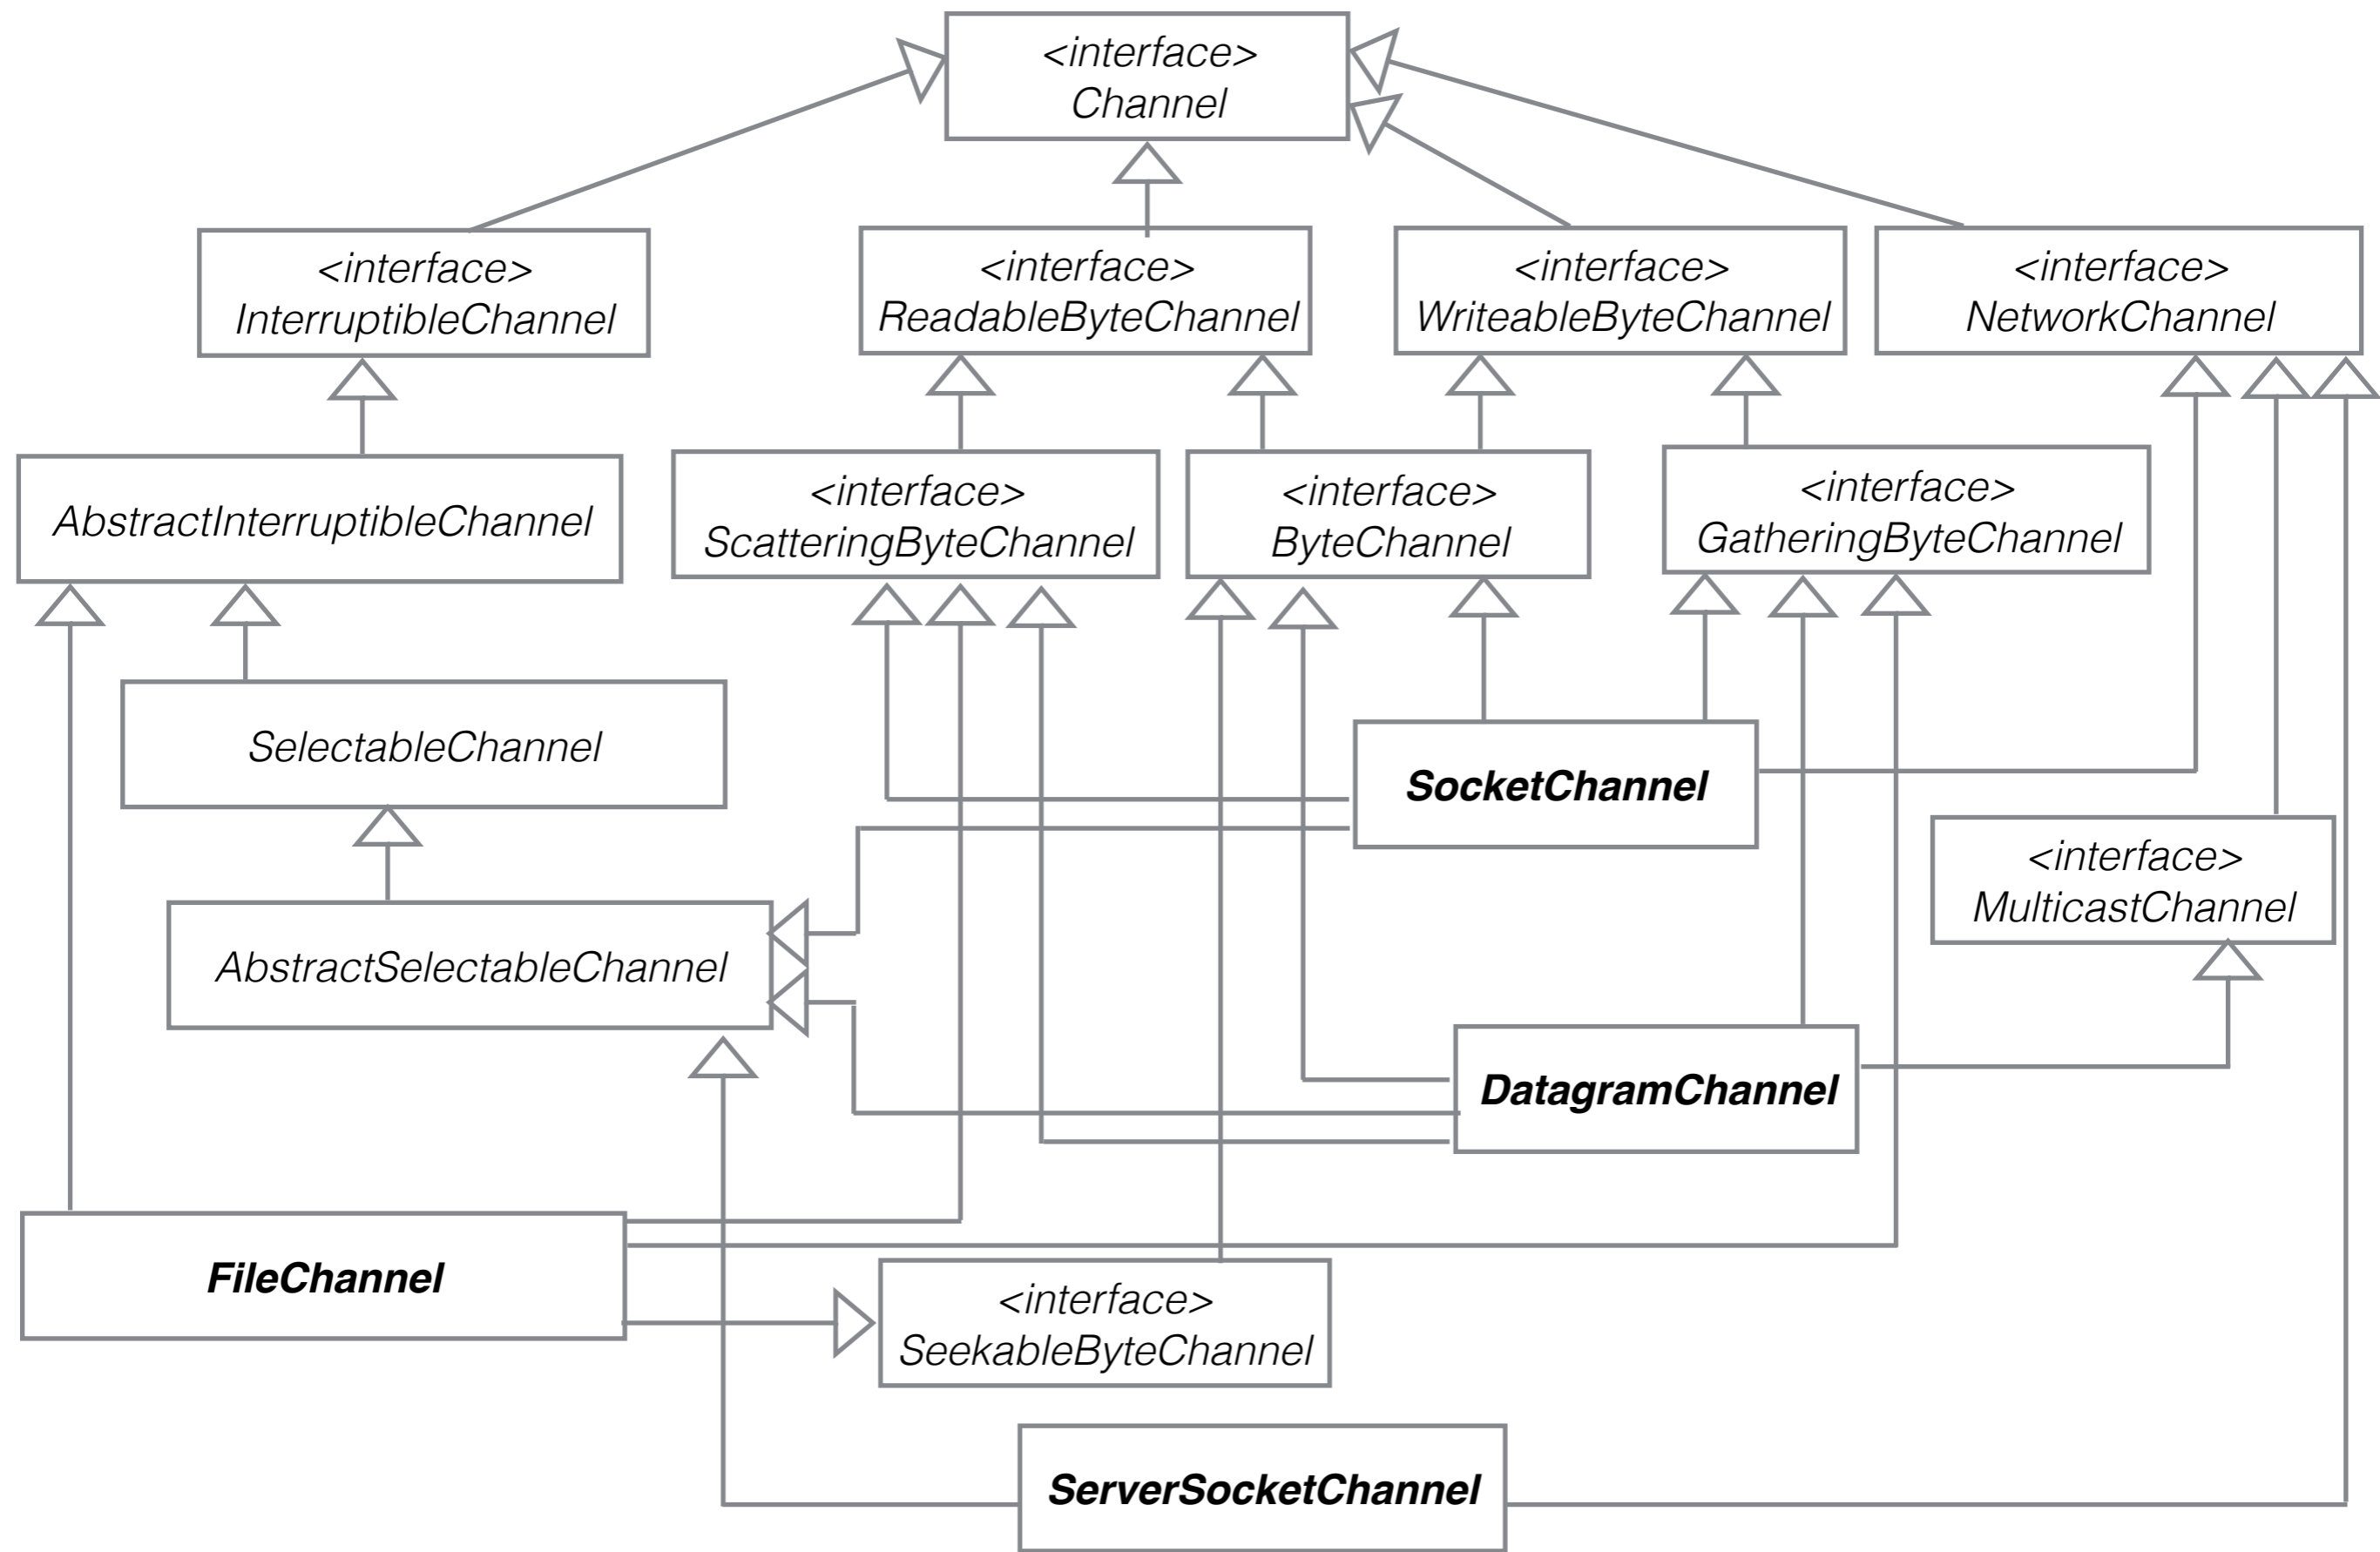 <interface>
Channel
<interface>
InterruptibleChannel
<interface>
ReadableByteChannel
<interface>
WriteableByteChannel
<interface>
NetworkChannel
AbstractInterruptibleChannel
<interface>
ScatteringByteChannel
<interface>
ByteChannel
<interface>
GatheringByteChannel
SelectableChannel
SocketChannel
<interface>
MulticastChannel
AbstractSelectableChannel
DatagramChannel
FileChannel
<interface>
SeekableByteChannel
ServerSocketChannel